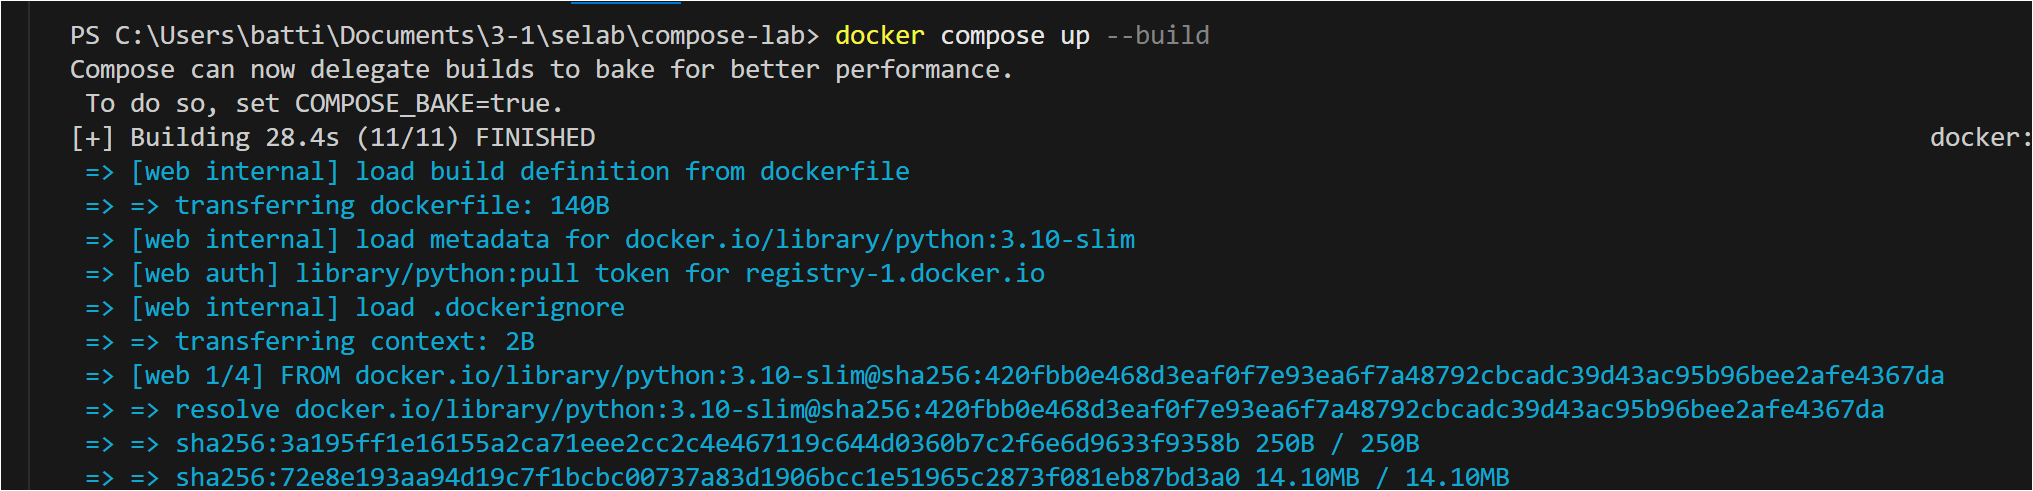 PS C:\Users\batti\Documents\3-1\selab\compose-lab> docker compose up --build
Compose can now delegate builds to bake for better performance.
 To do so, set COMPOSE_BAKE=true.
[+] Building 28.4s (11/11) FINISHED docker:
 => [web internal] load build definition from dockerfile
 => => transferring dockerfile: 140B
 => [web internal] load metadata for docker.io/library/python:3.10-slim
 => [web auth] library/python:pull token for registry-1.docker.io
 => [web internal] load .dockerignore
 => => transferring context: 2B
 => [web 1/4] FROM docker.io/library/python:3.10-slim@sha256:420fbb0e468d3eaf0f7e93ea6f7a48792cbcadc39d43ac95b96bee2afe4367da
 => => resolve docker.io/library/python:3.10-slim@sha256:420fbb0e468d3eaf0f7e93ea6f7a48792cbcadc39d43ac95b96bee2afe4367da
 => => sha256:3a195ff1e16155a2ca71eee2cc2c4e467119c644d0360b7c2f6e6d9633f9358b 250B / 250B
 => => sha256:72e8e193aa94d19c7f1bcbc00737a83d1906bcc1e51965c2873f081eb87bd3a0 14.10MB / 14.10MB